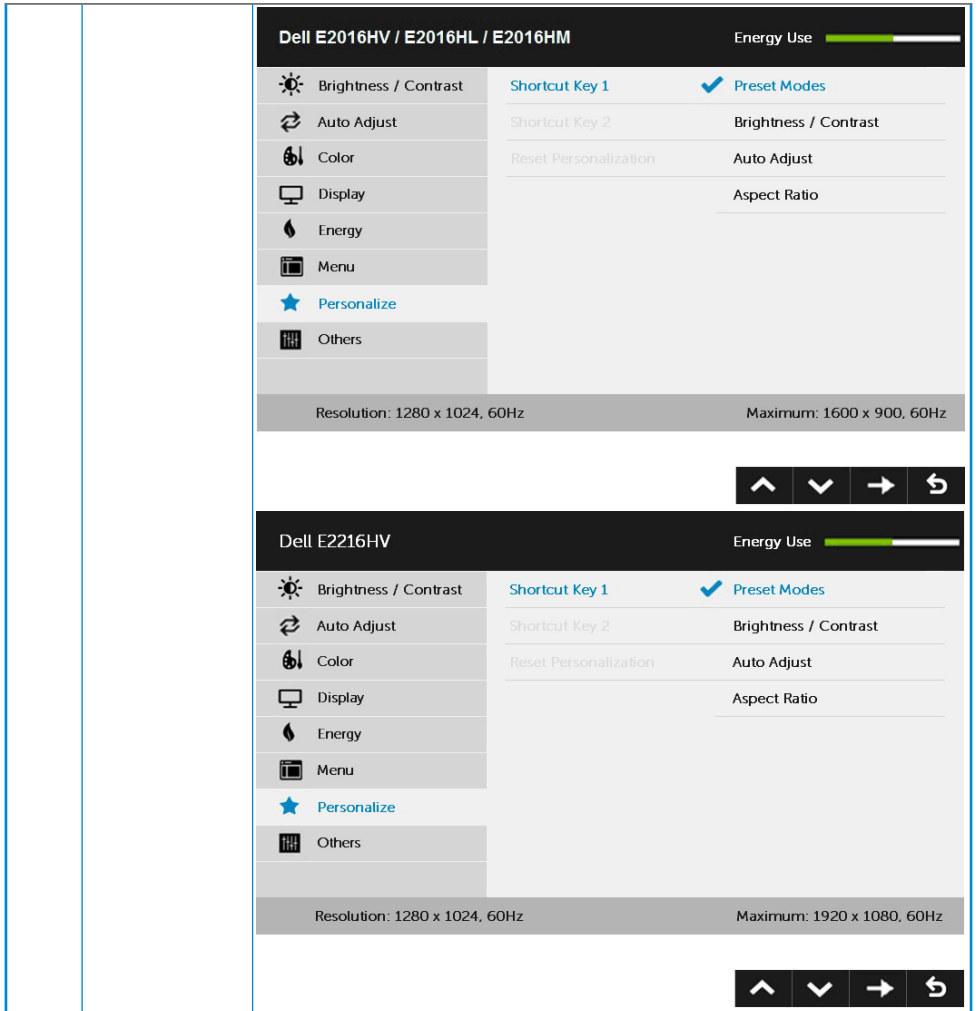 Dell E2016HV / E2016HL / E2016HM Energy Use
Brightness / Contrast Shortcut Key 1 Preset Modes
Auto Adjust Shortcut Key 2 Brightness / Contrast
Color Reset Personalization Auto Adjust
Display Aspect Ratio
Energy
Menu
Personalize
Others
Resolution: 1280 x 1024, 60Hz Maximum: 1600 x 900, 60Hz
Dell E2216HV Energy Use
Brightness / Contrast Shortcut Key 1 Preset Modes
Auto Adjust Shortcut Key 2 Brightness / Contrast
Color Reset Personalization Auto Adjust
Display Aspect Ratio
Energy
Menu
Personalize
Others
Resolution: 1280 x 1024, 60Hz Maximum: 1920 x 1080, 60Hz